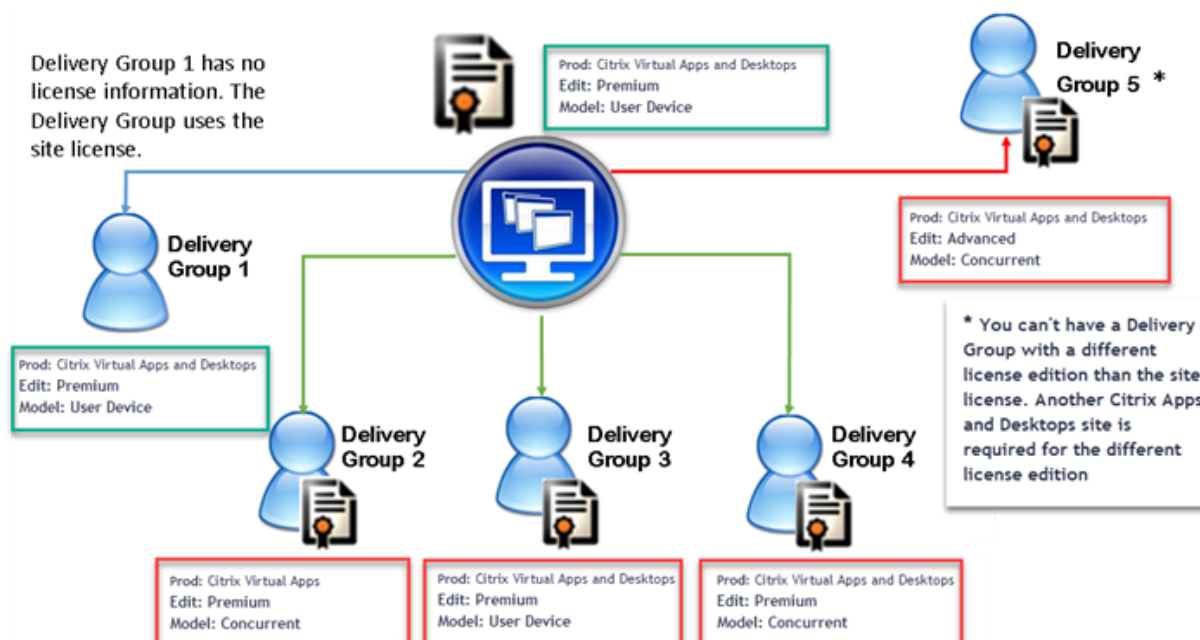 Delivery Group 1 has no
license information. The
Delivery Group uses the
site license.
Prod: Citrix Virtual Apps and Desktops
Edit: Premium
Model: User Device
Delivery
Group 5 *
Prod: Citrix Virtual Apps and Desktops
Edit: Advanced
Model: Concurrent
* You can't have a Delivery
Group with a different
license edition than the site
license. Another Citrix Apps
and Desktops site is
required for the different
license edition
Delivery
Group 1
Prod: Citrix Virtual Apps and Desktops
Edit: Premium
Model: User Device
Delivery
Group 2
Prod: Citrix Virtual Apps
Edit: Premium
Model: Concurrent
Delivery
Group 3
Prod: Citrix Virtual Apps and Desktops
Edit: Premium
Model: User Device
Delivery
Group 4
Prod: Citrix Virtual Apps and Desktops
Edit: Premium
Model: Concurrent